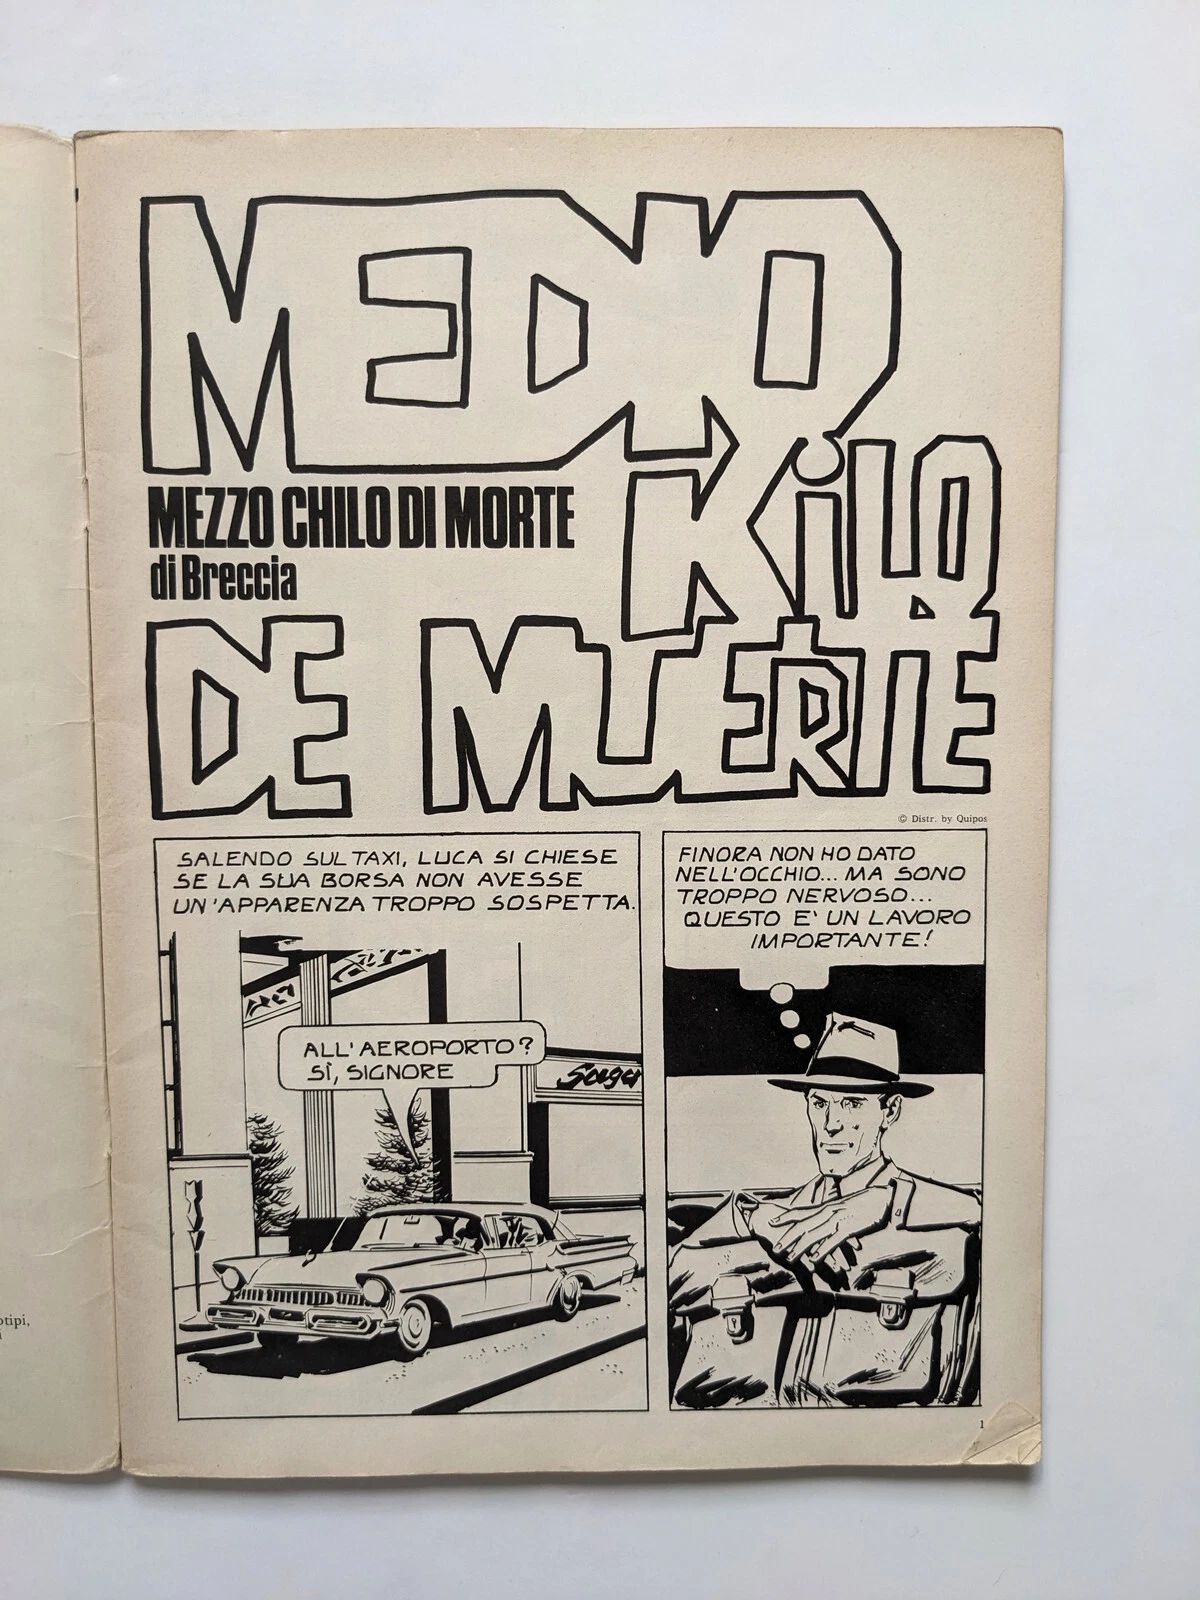 MEDIO
KiLO
MEZZO CHILO DI MORTE
di Breccia
DE MUERTE
© Distr. by Quipos
SALENDO SUL TAXI, LUCA SI CHIESE
SE LA SUA BORSA NON AVESSE
UN'APPARENZA TROPPO SOSPETTA.
ALL'AEROPORTO?
SÌ, SIGNORE
FINORA NON HO DATO
NELL'OCCHIO... MA SONO
TROPPO NERVOSO...
QUESTO E' UN LAVORO
IMPORTANTE!
1